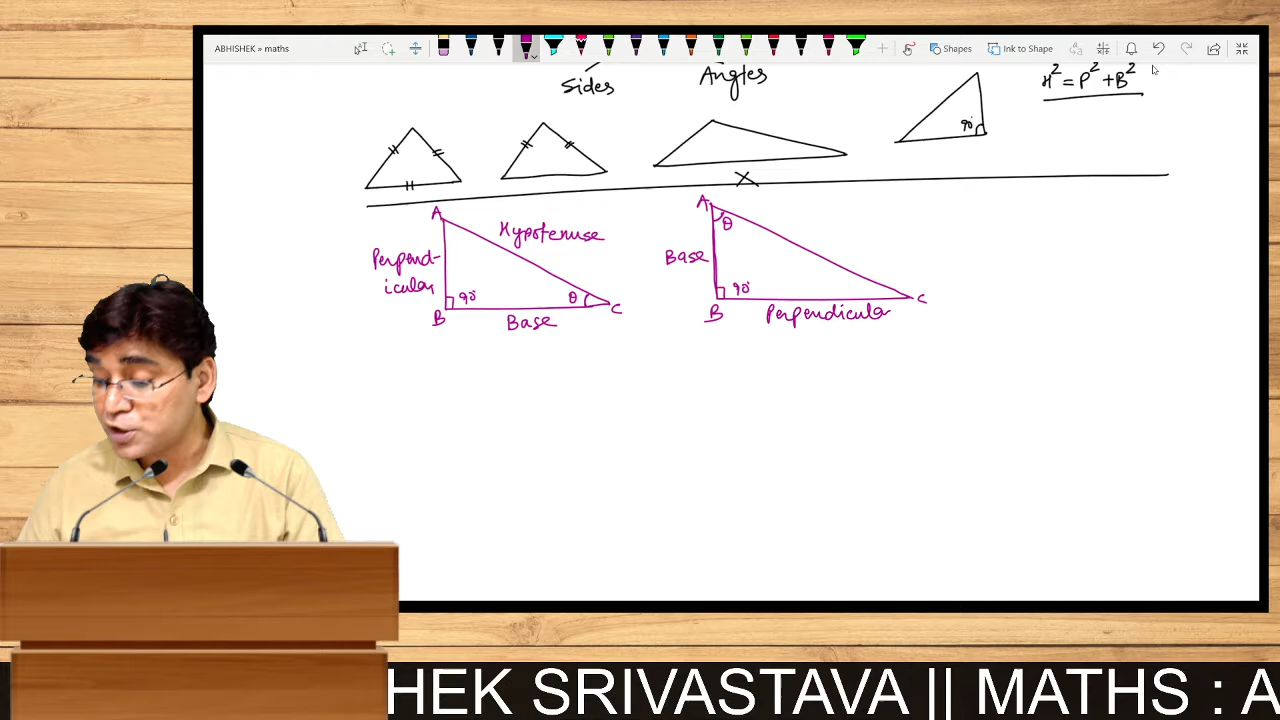 ABHISHEK » maths
Shapes
Ink to Shape
Sides
Angles
H² = P² + B²
90°
A
Hypotenuse
Perpend-
icular
90°
θ
B
Base
C
A
θ
Base
90°
B
Perpendicular
C
HEK SRIVASTAVA || MATHS : A